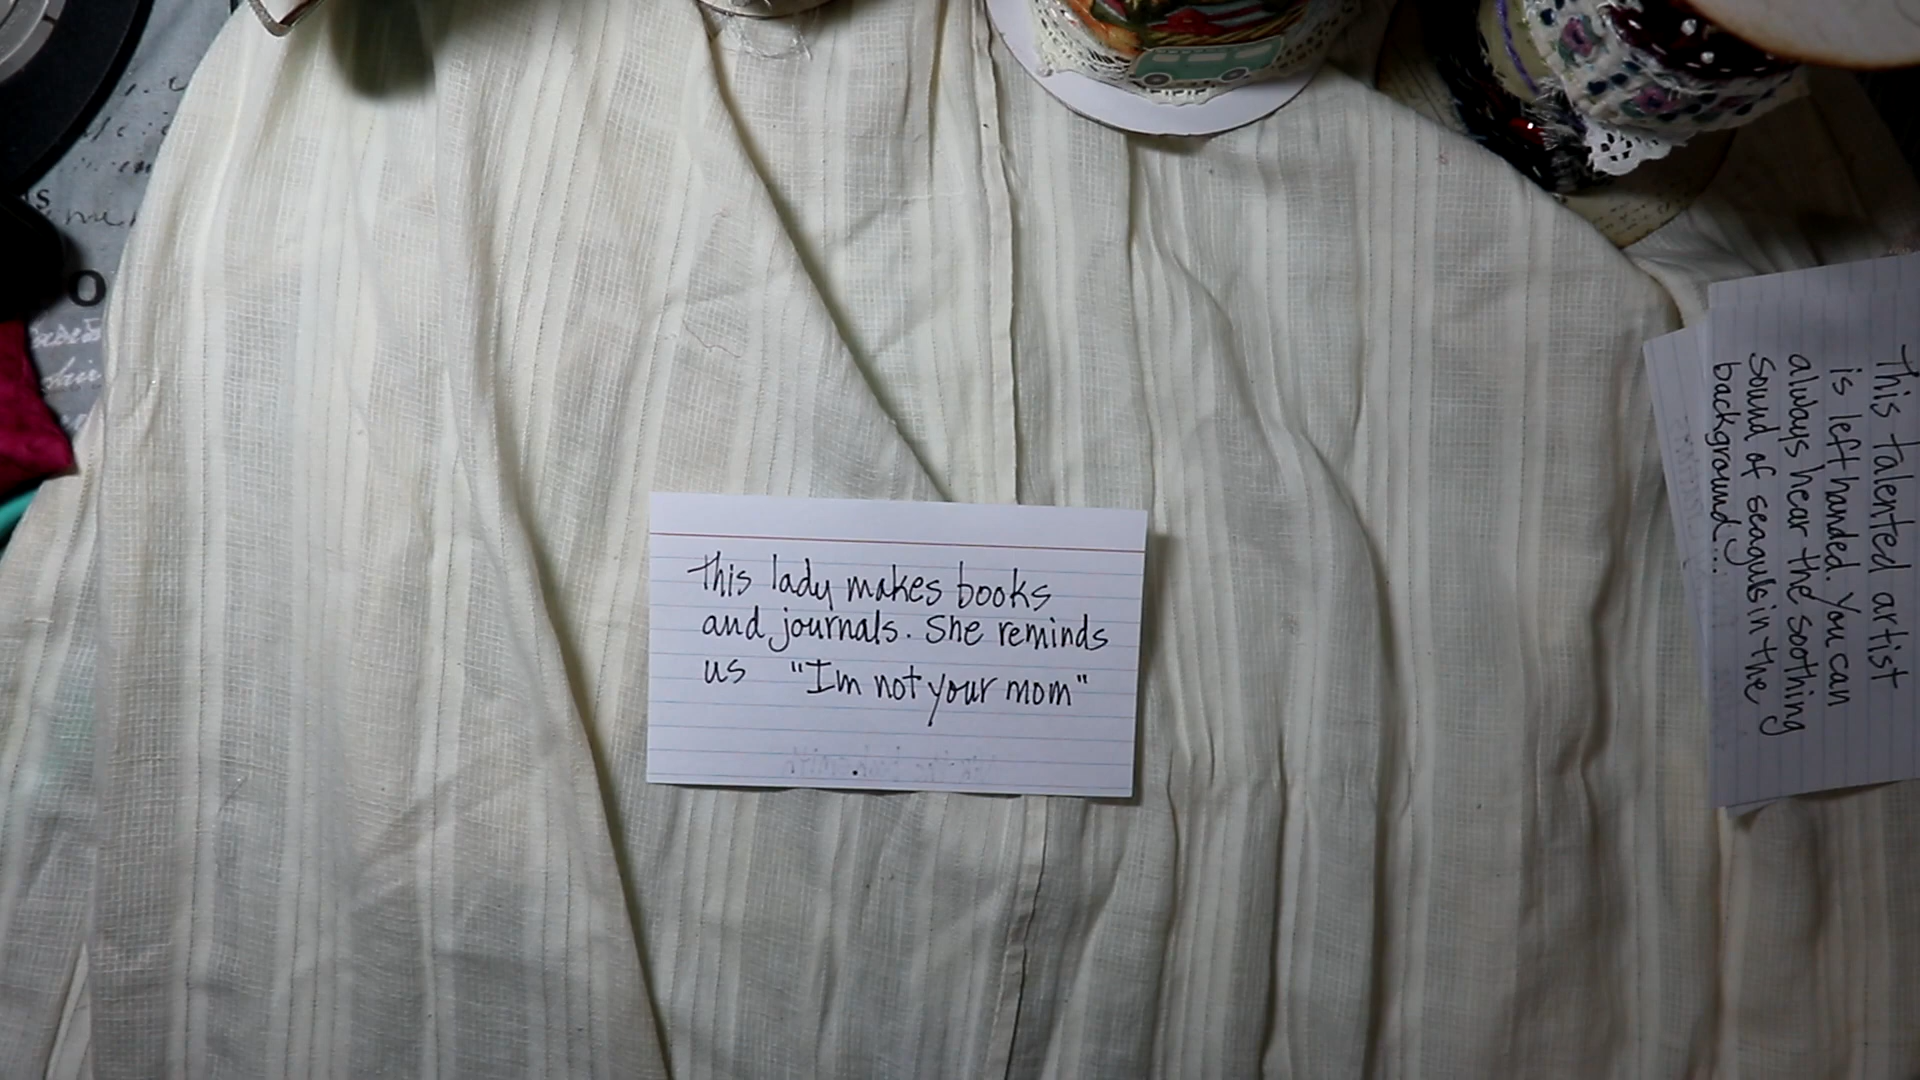 This lady makes books
and journals. She reminds
us "I'm not your mom"
This talented artist
is left handed. You can
always hear the soothing
sound of seagulls in the
background...